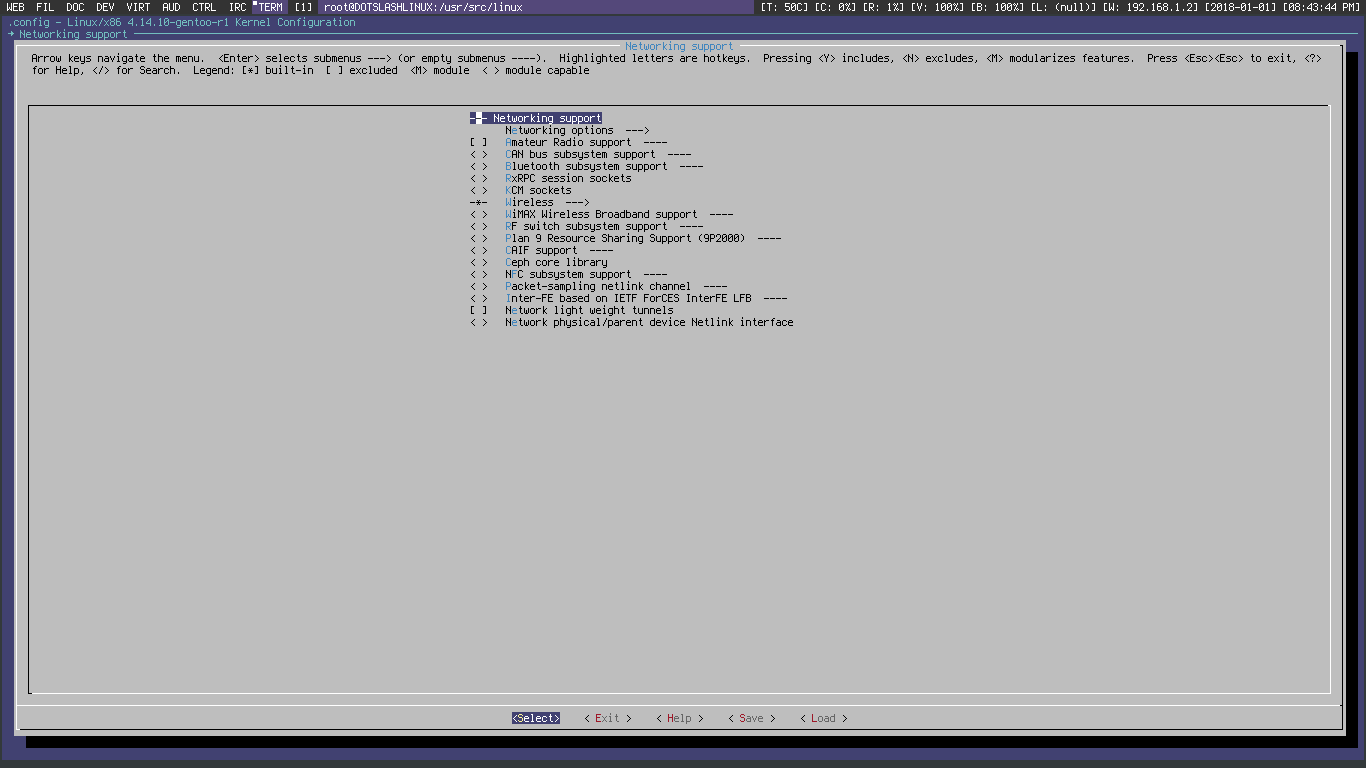 WEB FIL DOC DEV VIRT AUD CTRL IRC TERM [1] root@DOTSLASHLINUX:/usr/src/linux [T: 50C] [C: 0%] [R: 1%] [V: 100%] [B: 100%] [L: (null)] [W: 192.168.1.2] [2018-01-01] [08:43:44 PM]
.config - Linux/x86 4.14.10-gentoo-r1 Kernel Configuration
→ Networking support
Networking support
Arrow keys navigate the menu.  <Enter> selects submenus ---> (or empty submenus ----).  Highlighted letters are hotkeys.  Pressing <Y> includes, <N> excludes, <M> modularizes features.  Press <Esc><Esc> to exit, <?>
for Help, </> for Search.  Legend: [*] built-in  [ ] excluded  <M> module  < > module capable
-*- Networking support
Networking options  --->
[ ]   Amateur Radio support  ----
< >   CAN bus subsystem support  ----
< >   Bluetooth subsystem support  ----
< >   RxRPC session sockets
< >   KCM sockets
-*-   Wireless  --->
< >   WiMAX Wireless Broadband support  ----
< >   RF switch subsystem support  ----
< >   Plan 9 Resource Sharing Support (9P2000)  ----
< >   CAIF support  ----
< >   Ceph core library
< >   NFC subsystem support  ----
< >   Packet-sampling netlink channel  ----
< >   Inter-FE based on IETF ForCES InterFE LFB  ----
[ ]   Network light weight tunnels
< >   Network physical/parent device Netlink interface
<Select>    < Exit >    < Help >    < Save >    < Load >